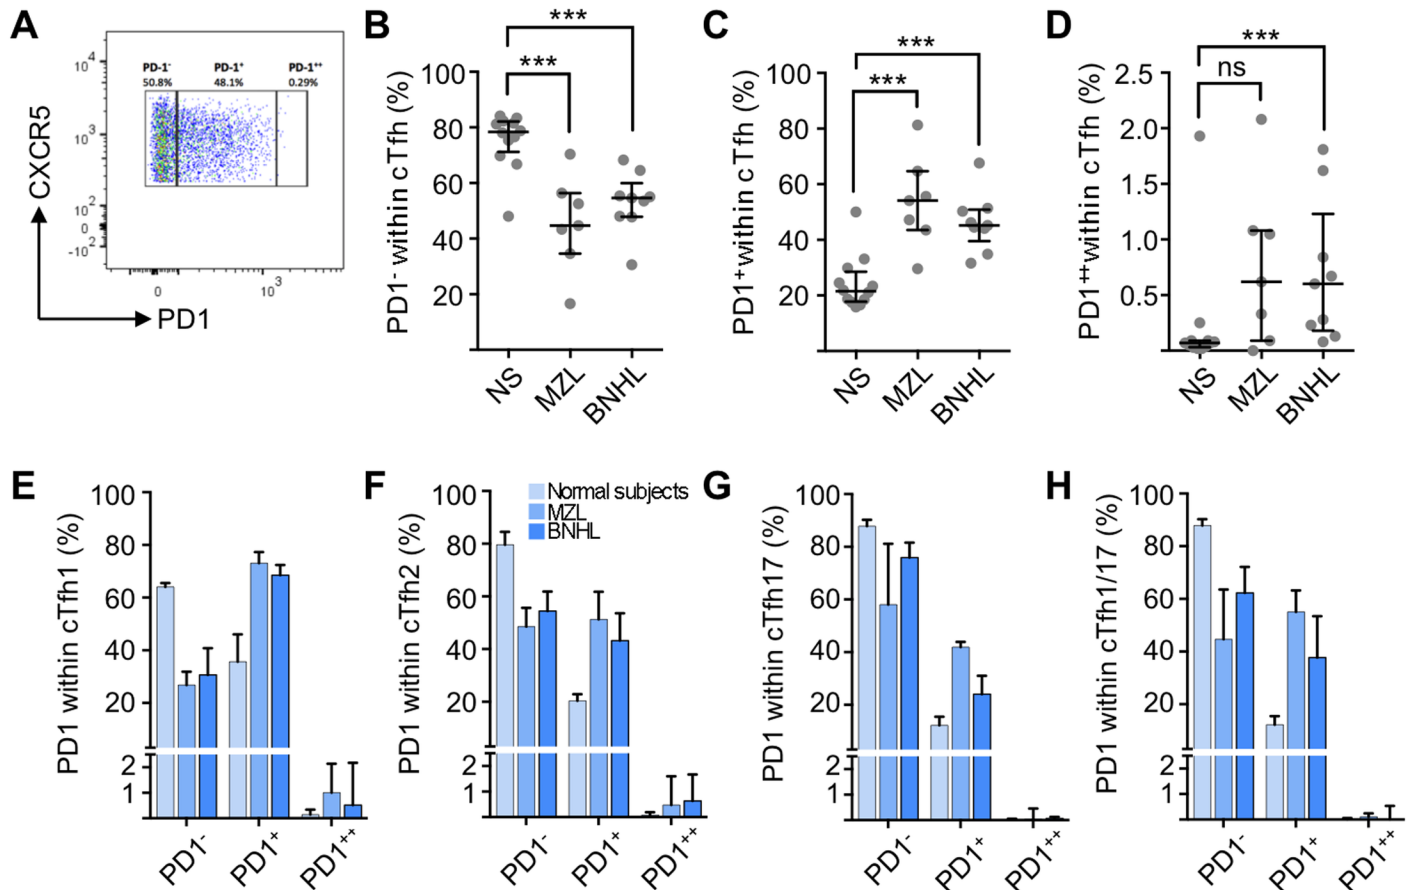 A
CXCR5
PD1
10⁴
10³
10²
0
-10²
0
10³
PD-1⁻
50.8%
PD-1⁺
48.1%
PD-1⁺⁺
0.29%
B
PD1⁻ within cTfh (%)
100
80
60
40
20
***
***
NS
MZL
BNHL
C
PD1⁺within cTfh (%)
100
80
60
40
20
***
***
NS
MZL
BNHL
D
PD1⁺⁺within cTfh (%)
2.5
2.0
1.5
1.0
0.5
***
ns
NS
MZL
BNHL
E
PD1 within cTfh1 (%)
100
80
60
40
20
2
1
PD1⁻
PD1⁺
PD1⁺⁺
F
PD1 within cTfh2 (%)
100
80
60
40
20
2
1
Normal subjects
MZL
BNHL
PD1⁻
PD1⁺
PD1⁺⁺
G
PD1 within cTfh17 (%)
100
80
60
40
20
2
1
PD1⁻
PD1⁺
PD1⁺⁺
H
PD1 within cTfh1/17 (%)
100
80
60
40
20
2
1
PD1⁻
PD1⁺
PD1⁺⁺